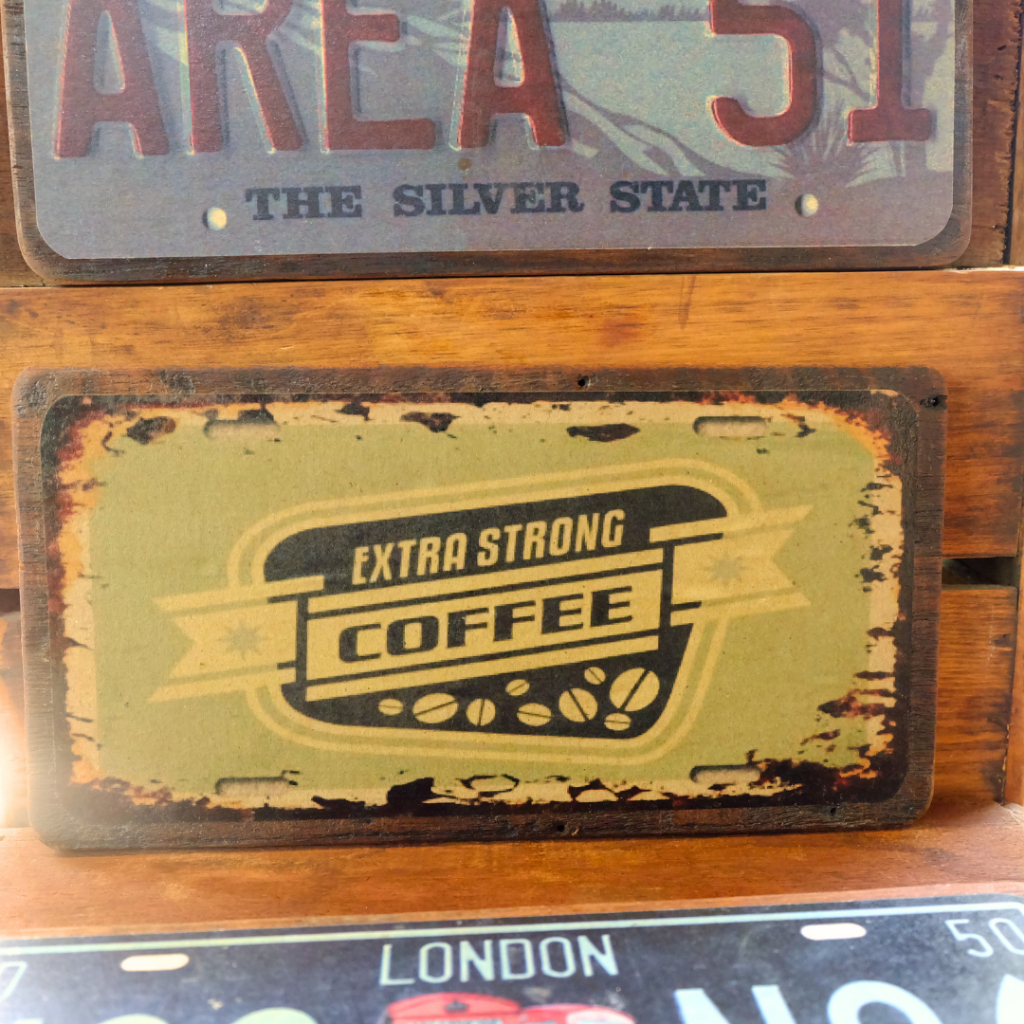 AREA 51
THE SILVER STATE
EXTRA STRONG
COFFEE
LONDON
50